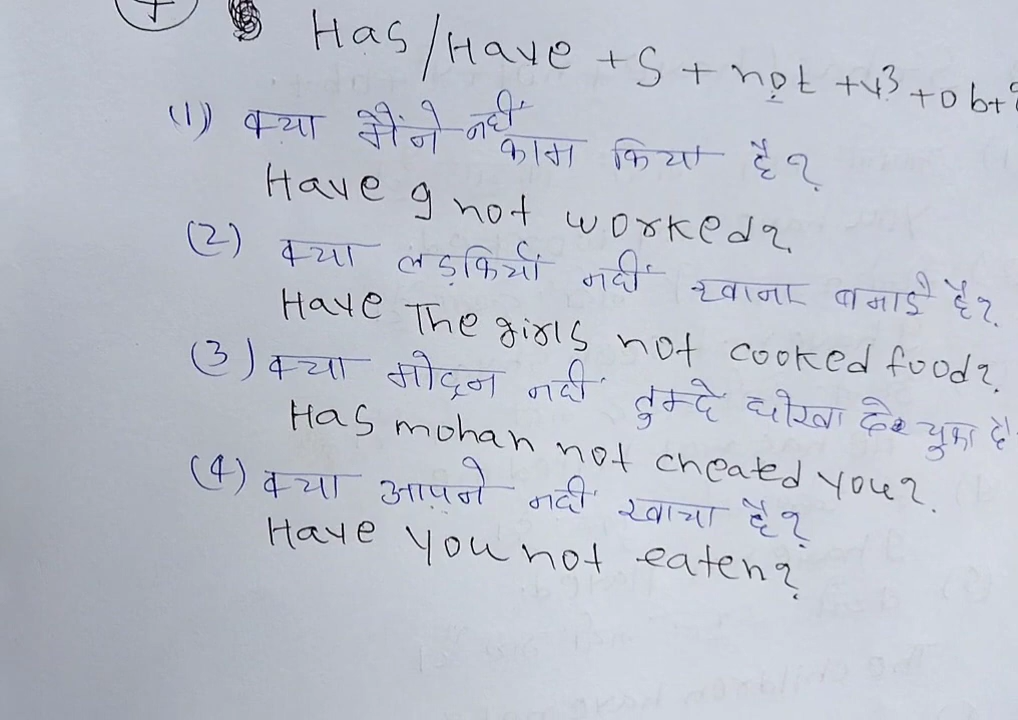 Has/Have + S + not + v3 + ob + ?
(1) क्या मैंने नहीं काम किया है?
Have I not worked?
(2) क्या लड़कियाँ नहीं खाना बनाई है?
Have The girls not cooked food?
(3) क्या मोहन नहीं तुम्हे धोखा दे चुका है
Has mohan not cheated you?
(4) क्या आपने नहीं खाया है?
Have you not eaten?